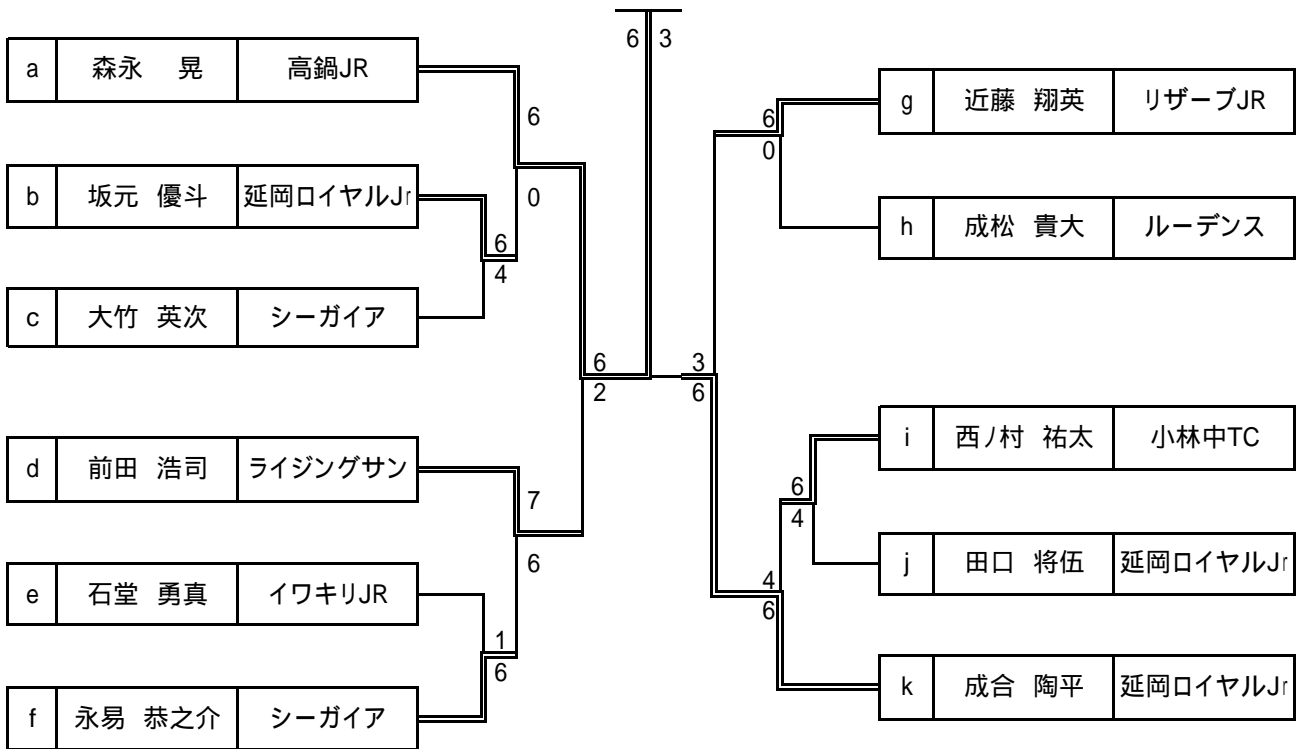 6 3
a 森永 晃 高鍋JR
6
b 坂元 優斗 延岡ロイヤルJr
0
6
4
c 大竹 英次 シーガイア
6
2
d 前田 浩司 ライジングサン
7
6
e 石堂 勇真 イワキリJR
1
6
f 永易 恭之介 シーガイア
g 近藤 翔英 リザーブJR
6
0
h 成松 貴大 ルーデンス
3
6
i 西ノ村 祐太 小林中TC
6
4
j 田口 将伍 延岡ロイヤルJr
4
6
k 成合 陶平 延岡ロイヤルJr